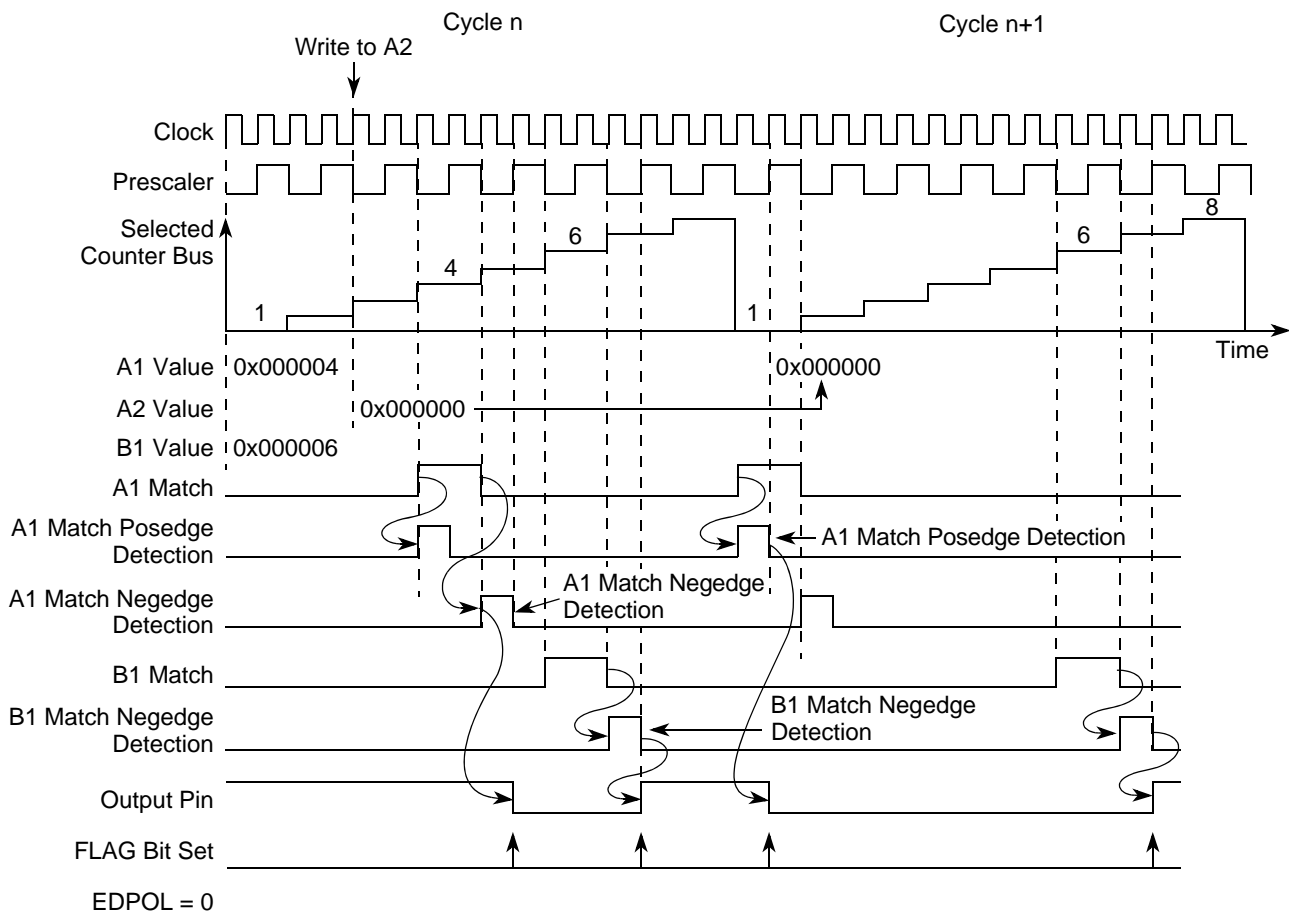 Cycle n
Cycle n+1
Write to A2
Clock
Prescaler
Selected
Counter Bus
1
4
6
1
6
8
Time
A1 Value
0x000004
0x000000
A2 Value
0x000000
B1 Value
0x000006
A1 Match
A1 Match Posedge
Detection
A1 Match Posedge Detection
A1 Match Negedge
Detection
A1 Match Negedge
Detection
B1 Match
B1 Match Negedge
Detection
B1 Match Negedge
Detection
Output Pin
FLAG Bit Set
EDPOL = 0